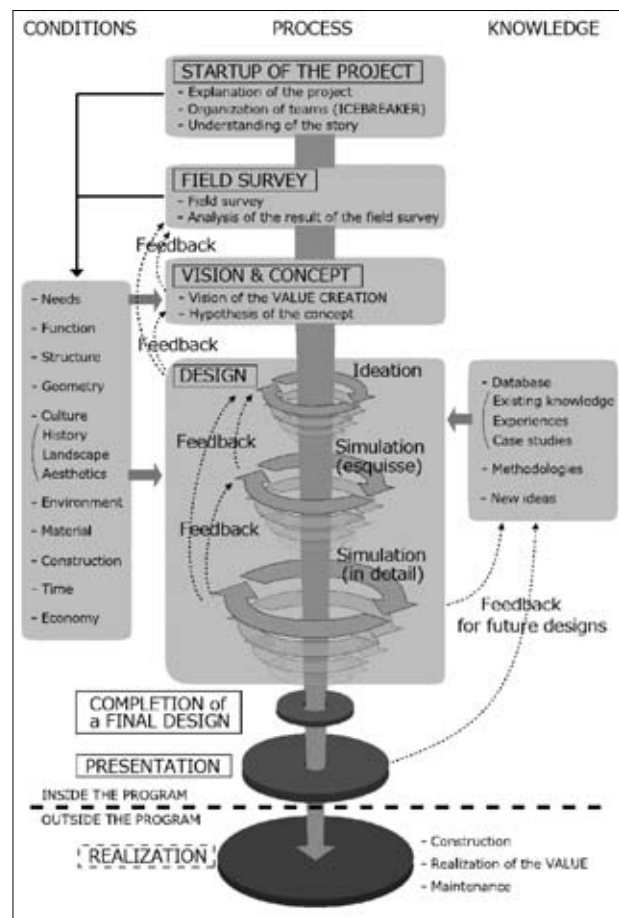 CONDITIONS
PROCESS
KNOWLEDGE
STARTUP OF THE PROJECT
- Explanation of the project
- Organization of teams (ICEBREAKER)
- Understanding of the story
FIELD SURVEY
- Field survey
- Analysis of the result of the field survey
Feedback
VISION & CONCEPT
- Vision of the VALUE CREATION
- Hypothesis of the concept
Feedback
- Needs
- Function
- Structure
- Geometry
- Culture
History
Landscape
Aesthetics
- Environment
- Material
- Construction
- Time
- Economy
DESIGN
Ideation
Feedback
Simulation
(esquisse)
Feedback
Simulation
(in detail)
- Database
Existing knowledge
Experiences
Case studies
- Methodologies
- New ideas
Feedback
for future designs
COMPLETION of
a FINAL DESIGN
PRESENTATION
INSIDE THE PROGRAM
OUTSIDE THE PROGRAM
REALIZATION
- Construction
- Realization of the VALUE
- Maintenance